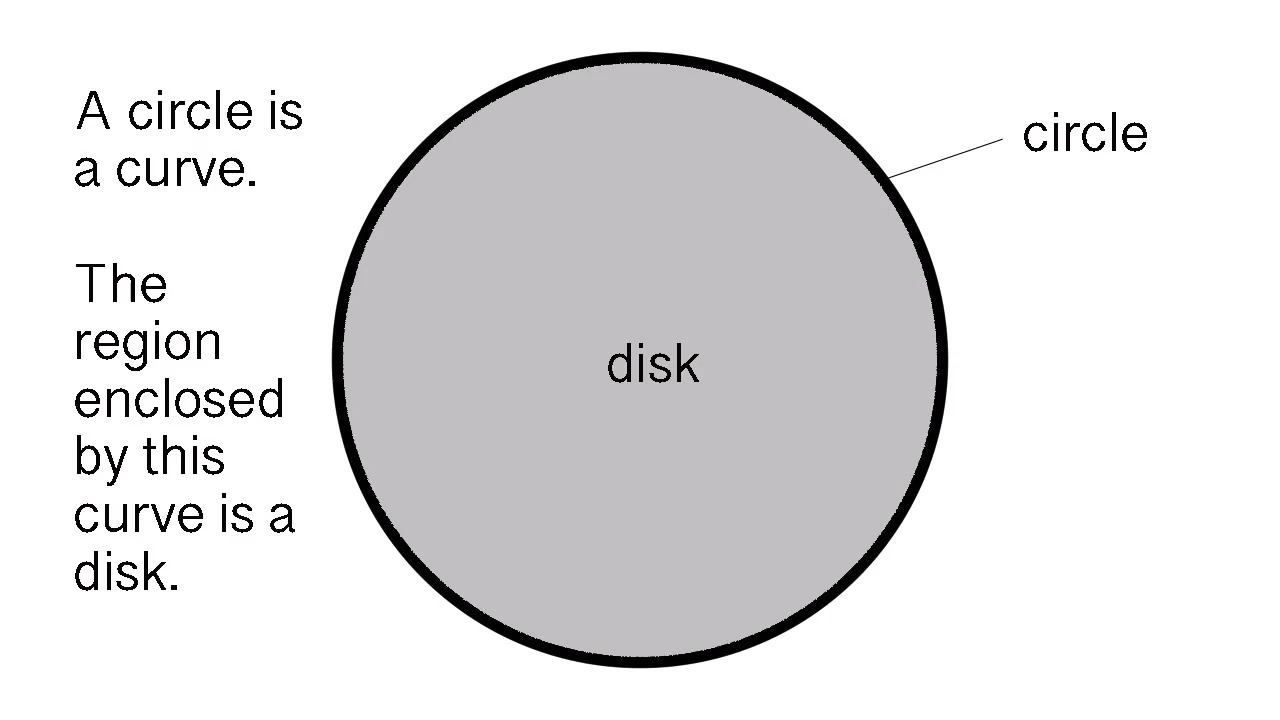 A circle is
a curve.
The
region
enclosed
by this
curve is a
disk.
disk
circle